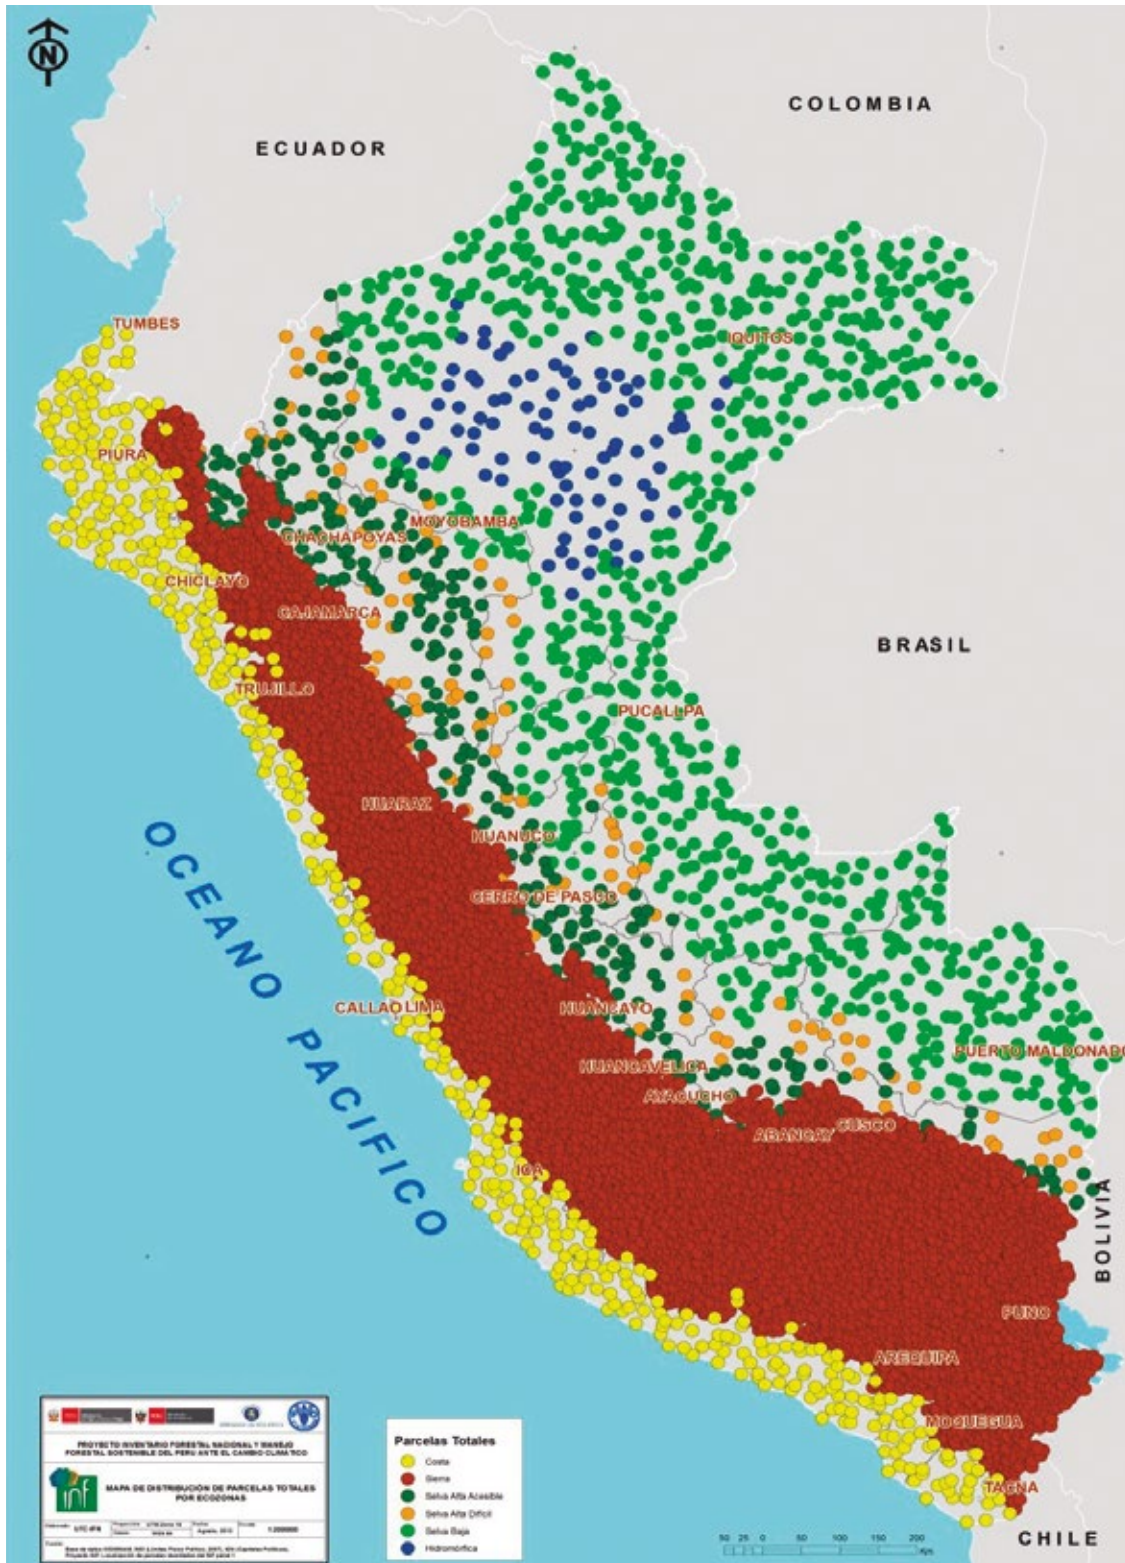 N
COLOMBIA
ECUADOR
TUMBES
IQUITOS
PIURA
MOYOBAMBA
CHACHAPOYAS
CHICLAYO
CAJAMARCA
BRASIL
TRUJILLO
PUCALLPA
HUARAZ
HUANUCO
CERRO DE PASCO
OCEANO PACIFICO
CALLAO LIMA
HUANCAYO
PUERTO MALDONADO
HUANCAVELICA
AYACUCHO
ABANCAY
CUSCO
ICA
BOLIVIA
PUNO
AREQUIPA
MOQUEGUA
TACNA
CHILE
PROYECTO INVENTARIO FORESTAL NACIONAL Y MANEJO
FORESTAL SOSTENIBLE DEL PERU ANTE EL CAMBIO CLIMATICO
inf
MAPA DE DISTRIBUCIÓN DE PARCELAS TOTALES
POR ECOZONAS
Parcelas Totales
Costa
Sierra
Selva Alta Accesible
Selva Alta Difícil
Selva Baja
Hidromórfica
50 25 0 50 100 150 200
Km